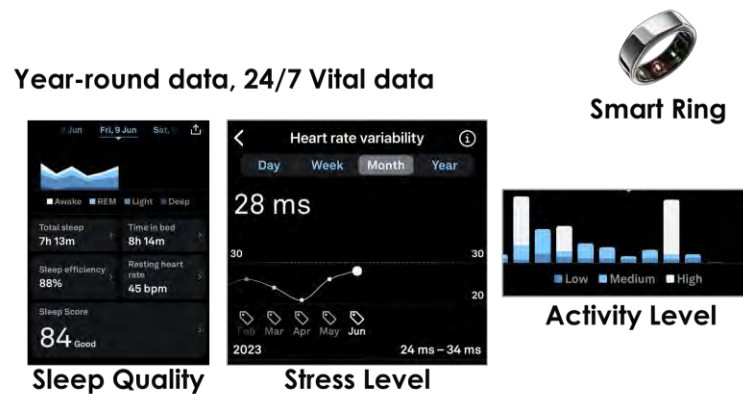 Year-round data, 24/7 Vital data
Smart Ring
Jun Fri, 9 Jun Sat,
Awake REM Light Deep
Total sleep
7h 13m
Time in bed
8h 14m
Sleep efficiency
88%
Resting heart
rate
45 bpm
Sleep Score
84 Good
Sleep Quality
Heart rate variability
Day Week Month Year
28 ms
30 30
20
Feb Mar Apr May Jun
2023 24 ms – 34 ms
Stress Level
Low Medium High
Activity Level